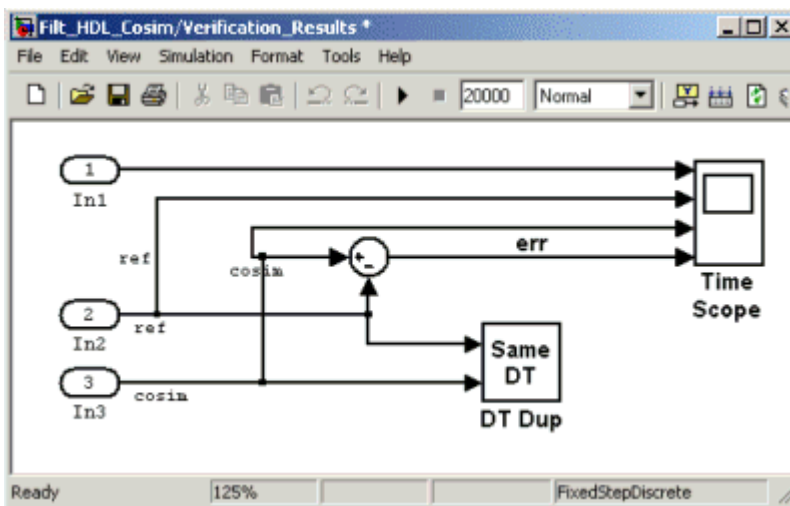 Filt_HDL_Cosim/Verification_Results *
File Edit View Simulation Format Tools Help
20000 Normal
1
In1
ref
cosim
+
-
err
Time
Scope
2
ref
In2
Same
DT
3
cosim
In3
DT Dup
Ready 125% FixedStepDiscrete